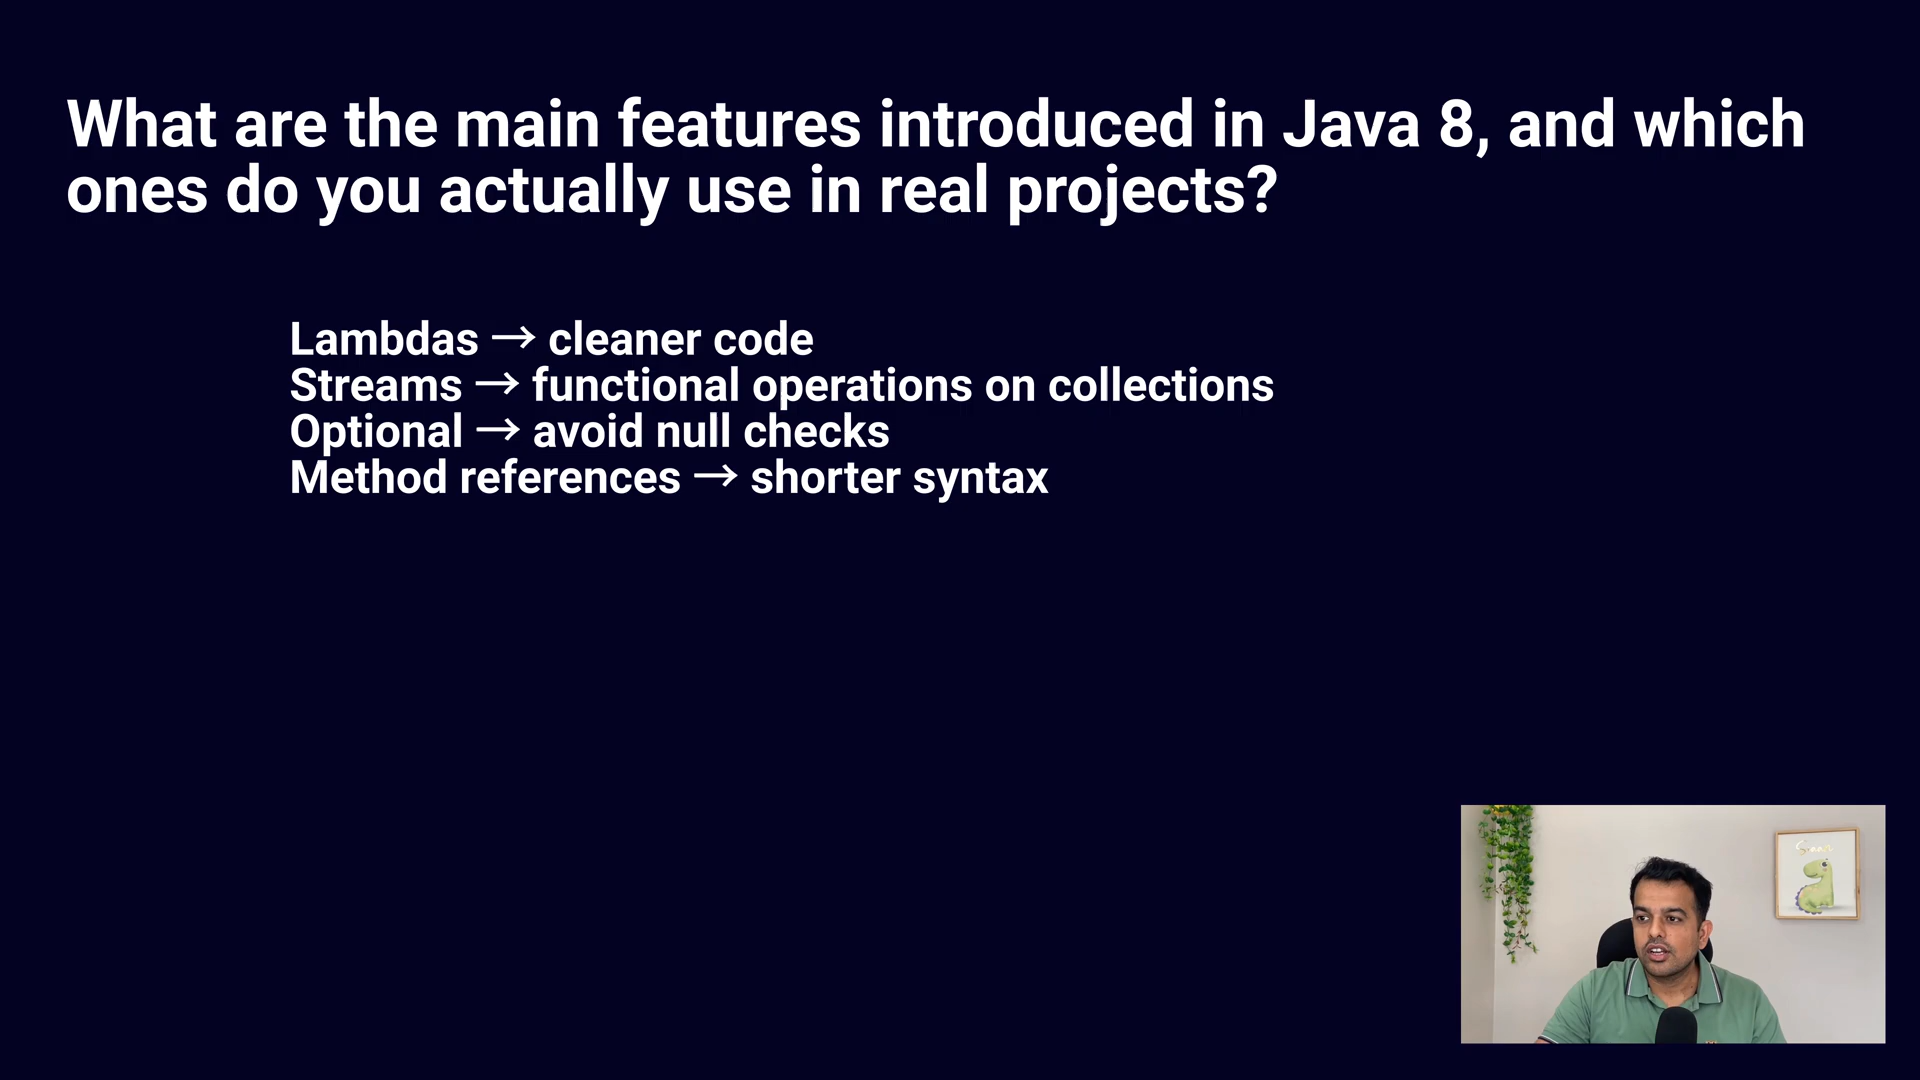 What are the main features introduced in Java 8, and which
ones do you actually use in real projects?
Lambdas → cleaner code
Streams → functional operations on collections
Optional → avoid null checks
Method references → shorter syntax